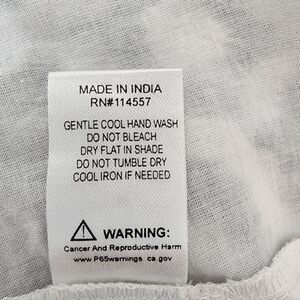 MADE IN INDIA
RN#114557
GENTLE COOL HAND WASH
DO NOT BLEACH
DRY FLAT IN SHADE
DO NOT TUMBLE DRY
COOL IRON IF NEEDED
WARNING:
Cancer And Reproductive Harm
www.P65warnings ca.gov